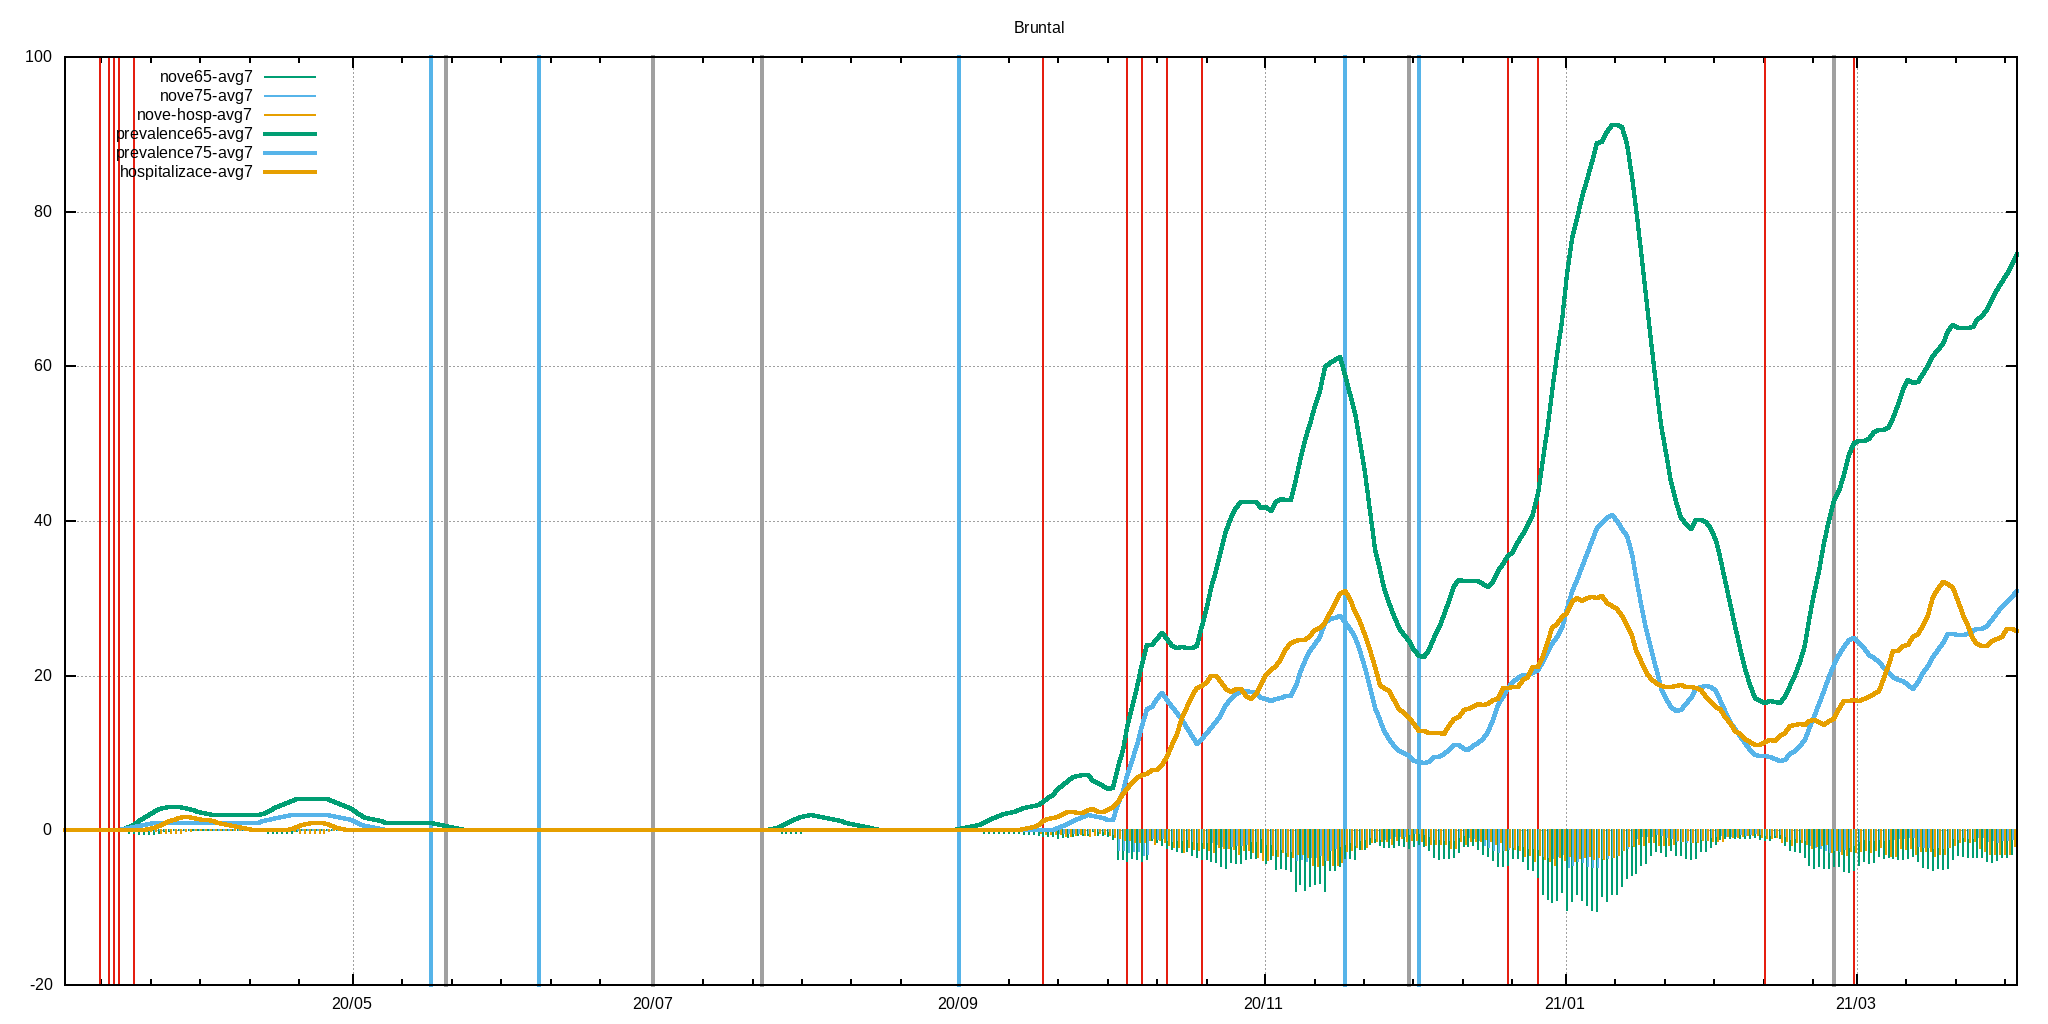 Bruntal
100
nove65-avg7
nove75-avg7
nove-hosp-avg7
prevalence65-avg7
prevalence75-avg7
hospitalizace-avg7
80
60
40
20
0
-20
20/05 20/07 20/09 20/11 21/01 21/03